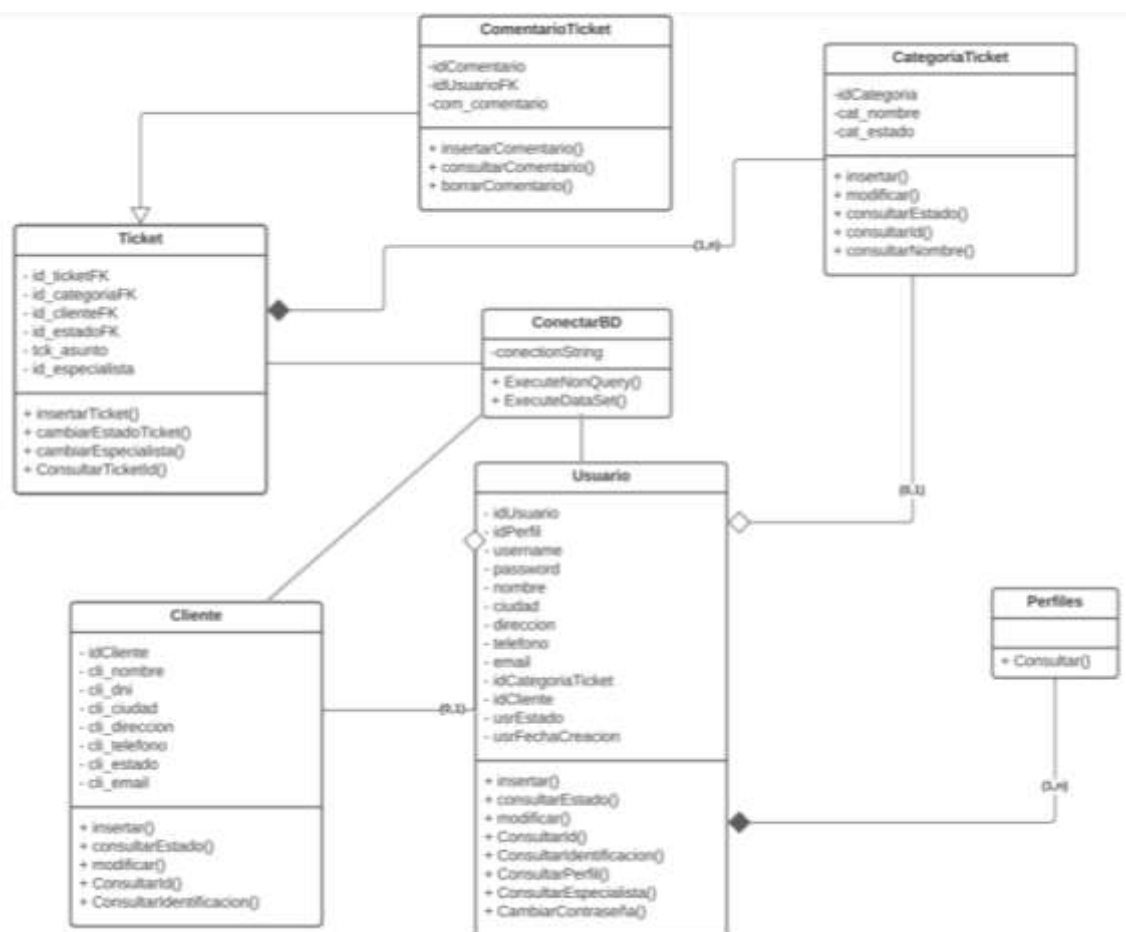 ComentarioTicket
-idComentario
-idUsuarioFK
-com_comentario
+ insertarComentario()
+ consultarComentario()
+ borrarComentario()
CategoriaTicket
-idCategoria
-cat_nombre
-cat_estado
+ insertar()
+ modificar()
+ consultarEstado()
+ consultarId()
+ consultarNombre()
Ticket
- id_ticketFK
- id_categoriaFK
- id_clienteFK
- id_estadoFK
- tck_asunto
- id_especialista
+ insertarTicket()
+ cambiarEstadoTicket()
+ cambiarEspecialista()
+ ConsultarTicketId()
(1,n)
ConectarBD
-conectionString
+ ExecuteNonQuery()
+ ExecuteDataSet()
(0,1)
Usuario
- idUsuario
- idPerfil
- username
- password
- nombre
- ciudad
- direccion
- telefono
- email
- idCategoriaTicket
- idCliente
- usrEstado
- usrFechaCreacion
+ insertar()
+ consultarEstado()
+ modificar()
+ ConsultarId()
+ ConsultarIdentificacion()
+ ConsultarPerfil()
+ ConsultarEspecialista()
+ CambiarContraseña()
Cliente
- idCliente
- cli_nombre
- cli_dni
- cli_ciudad
- cli_direccion
- cli_telefono
- cli_estado
- cli_email
+ insertar()
+ consultarEstado()
+ modificar()
+ ConsultarId()
+ ConsultarIdentificacion()
(0,1)
Perfiles
+ Consultar()
(1,n)